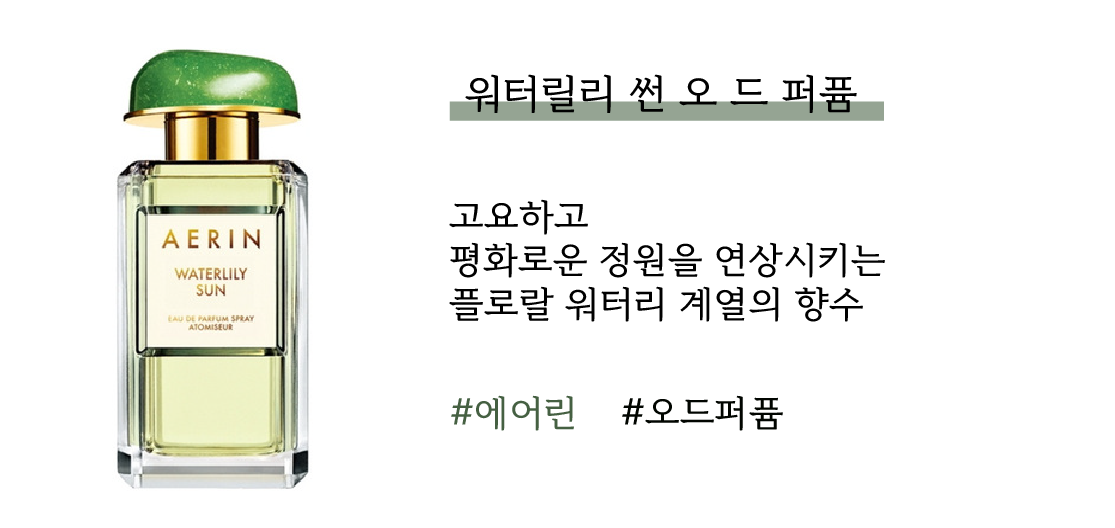 워터릴리 썬 오 드 퍼퓸
고요하고
평화로운 정원을 연상시키는
플로랄 워터리 계열의 향수
#에어린 #오드퍼퓸
AERIN
WATERLILY
SUN
EAU DE PARFUM SPRAY
ATOMISEUR